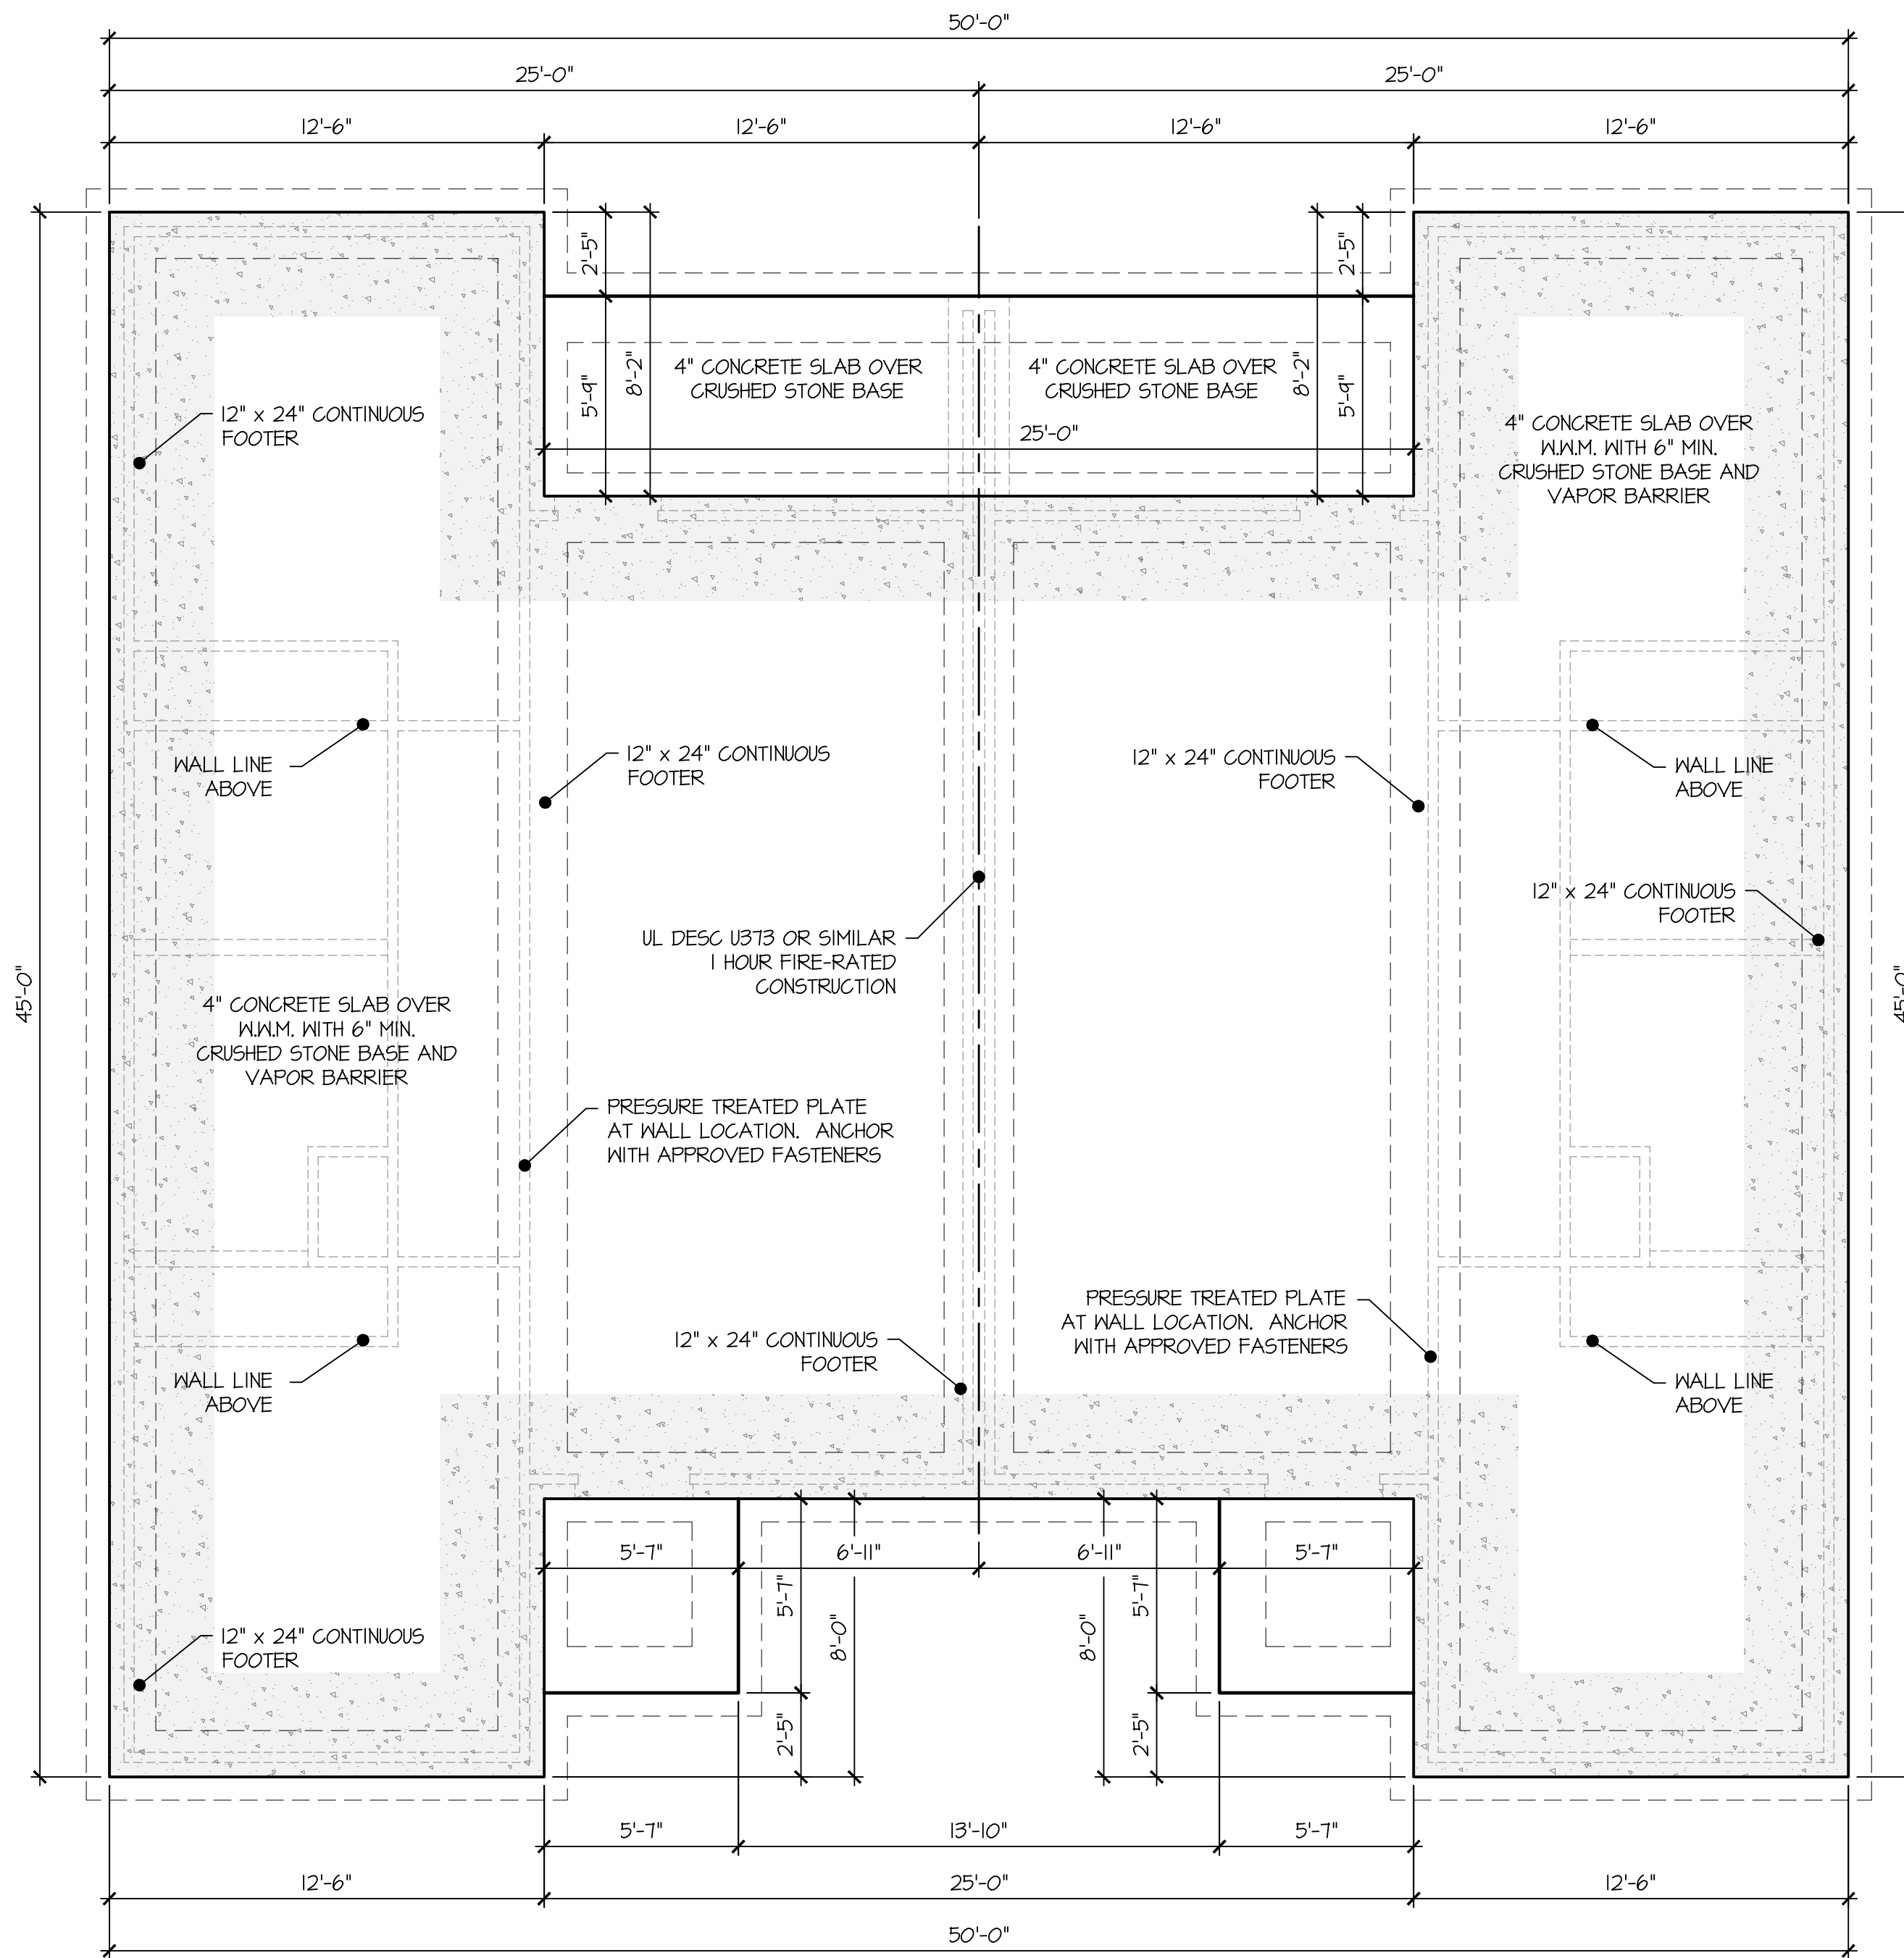 50'-0"
25'-0"
25'-0"
12'-6"
12'-6"
12'-6"
12'-6"
2'-5"
2'-5"
5'-9"
8'-2"
8'-2"
5'-9"
4" CONCRETE SLAB OVER
CRUSHED STONE BASE
4" CONCRETE SLAB OVER
CRUSHED STONE BASE
25'-0"
12" x 24" CONTINUOUS
FOOTER
4" CONCRETE SLAB OVER
W.W.M. WITH 6" MIN.
CRUSHED STONE BASE AND
VAPOR BARRIER
WALL LINE
ABOVE
12" x 24" CONTINUOUS
FOOTER
12" x 24" CONTINUOUS
FOOTER
WALL LINE
ABOVE
12" x 24" CONTINUOUS
FOOTER
UL DESC U373 OR SIMILAR
1 HOUR FIRE-RATED
CONSTRUCTION
45'-0"
45'-0"
4" CONCRETE SLAB OVER
W.W.M. WITH 6" MIN.
CRUSHED STONE BASE AND
VAPOR BARRIER
PRESSURE TREATED PLATE
AT WALL LOCATION. ANCHOR
WITH APPROVED FASTENERS
PRESSURE TREATED PLATE
AT WALL LOCATION. ANCHOR
WITH APPROVED FASTENERS
12" x 24" CONTINUOUS
FOOTER
WALL LINE
ABOVE
WALL LINE
ABOVE
5'-7"
6'-11"
6'-11"
5'-7"
5'-7"
8'-0"
8'-0"
5'-7"
12" x 24" CONTINUOUS
FOOTER
2'-5"
2'-5"
5'-7"
13'-10"
5'-7"
12'-6"
25'-0"
12'-6"
50'-0"